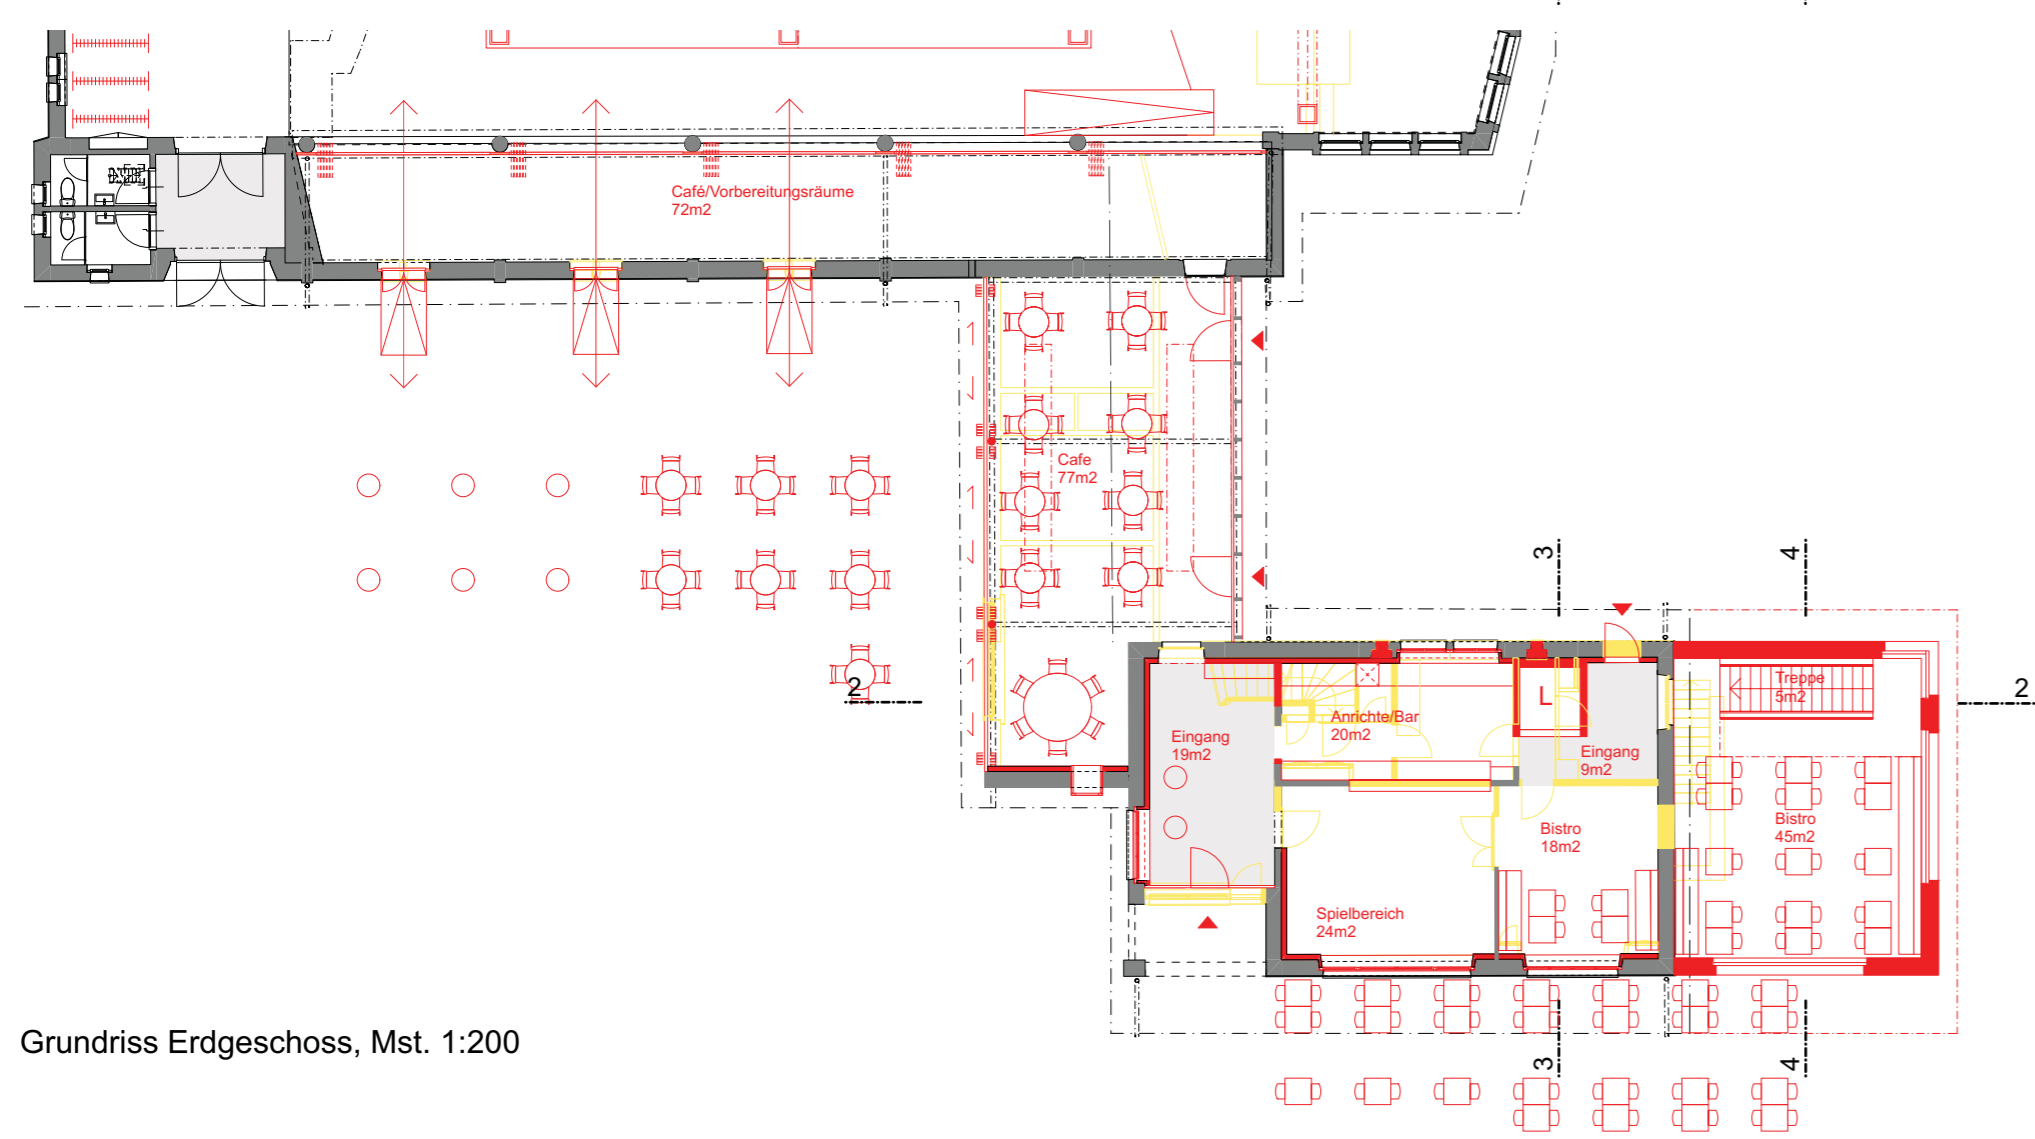 Café/Vorbereitungsräume
72m2
Cafe
77m2
3
4
2
2
Treppe
5m2
L
Anrichte/Bar
20m2
Eingang
19m2
Eingang
9m2
Bistro
18m2
Bistro
45m2
Spielbereich
24m2
Grundriss Erdgeschoss, Mst. 1:200
3
4